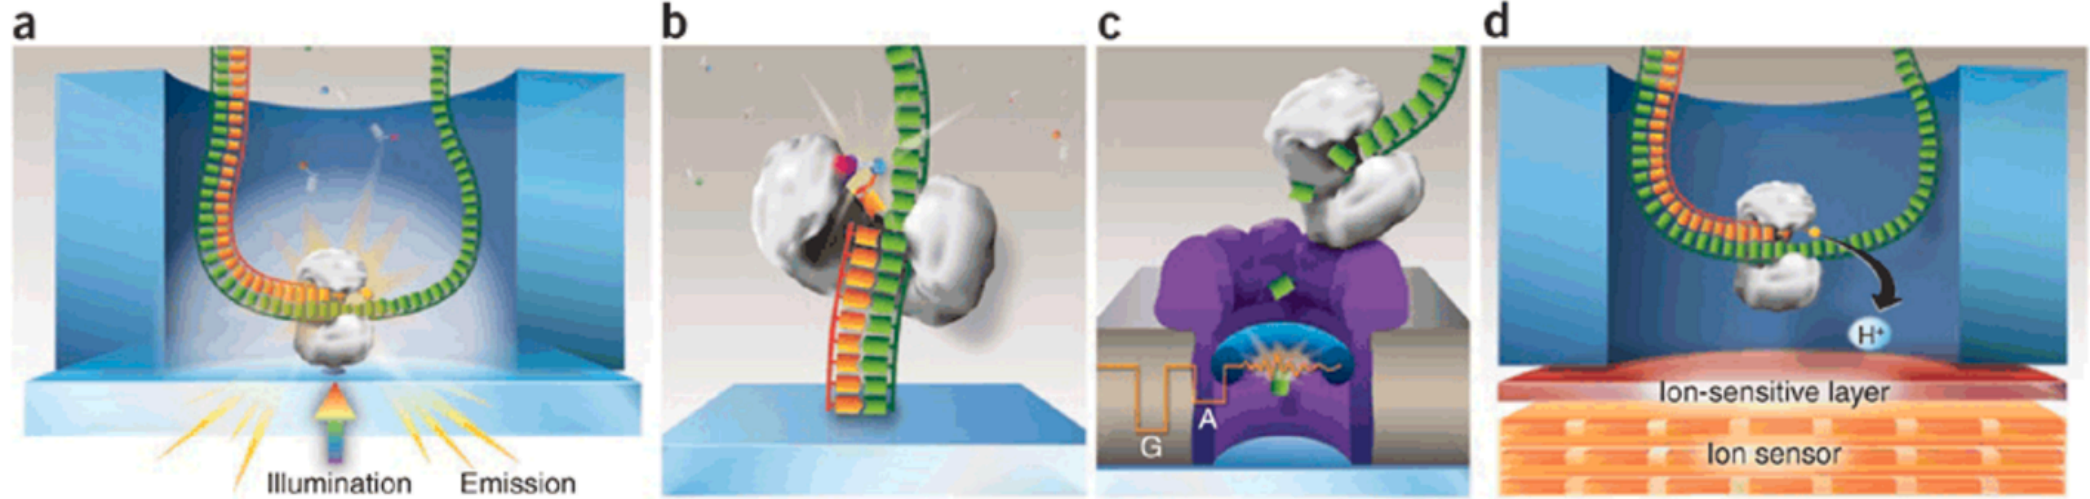 a
b
c
d
Illumination
Emission
G
A
H+
Ion-sensitive layer
Ion sensor